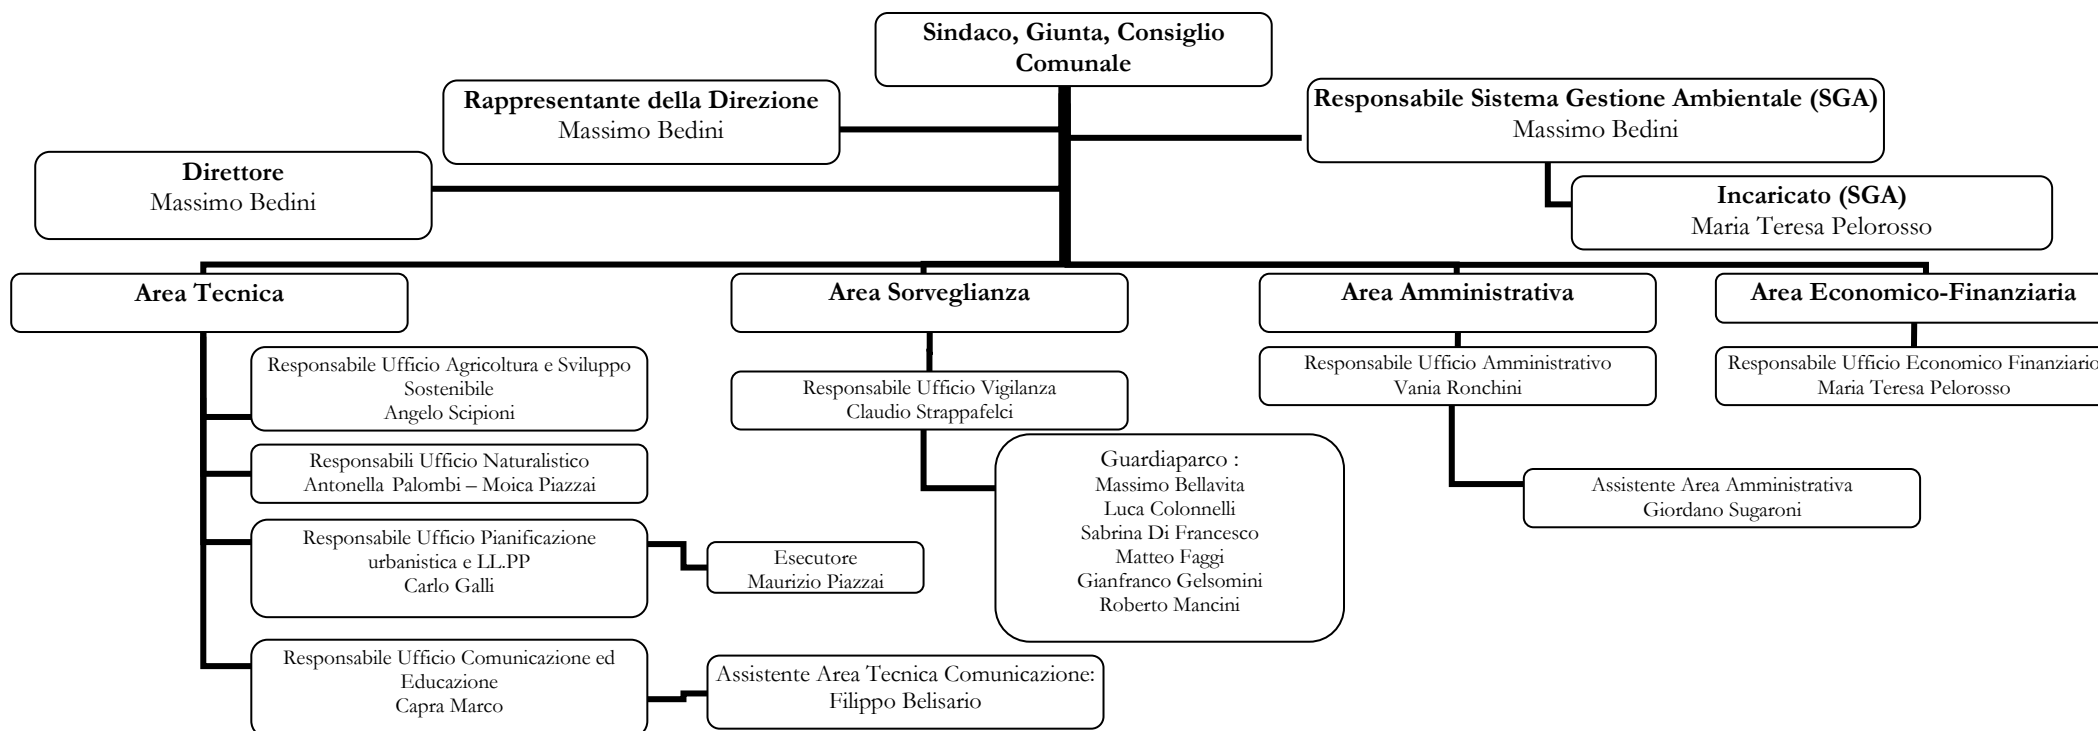 Sindaco, Giunta, Consiglio
Comunale
Rappresentante della Direzione
Massimo Bedini
Responsabile Sistema Gestione Ambientale (SGA)
Massimo Bedini
Direttore
Massimo Bedini
Incaricato (SGA)
Maria Teresa Pelorosso
Area Tecnica
Area Sorveglianza
Area Amministrativa
Area Economico-Finanziaria
Responsabile Ufficio Agricoltura e Sviluppo
Sostenibile
Angelo Scipioni
Responsabile Ufficio Vigilanza
Claudio Strappafelci
Responsabile Ufficio Amministrativo
Vania Ronchini
Responsabile Ufficio Economico Finanziario
Maria Teresa Pelorosso
Responsabili Ufficio Naturalistico
Antonella Palombi – Moica Piazzai
Guardiaparco :
Massimo Bellavita
Luca Colonnelli
Sabrina Di Francesco
Matteo Faggi
Gianfranco Gelsomini
Roberto Mancini
Assistente Area Amministrativa
Giordano Sugaroni
Responsabile Ufficio Pianificazione
urbanistica e LL.PP
Carlo Galli
Esecutore
Maurizio Piazzai
Responsabile Ufficio Comunicazione ed
Educazione
Capra Marco
Assistente Area Tecnica Comunicazione:
Filippo Belisario